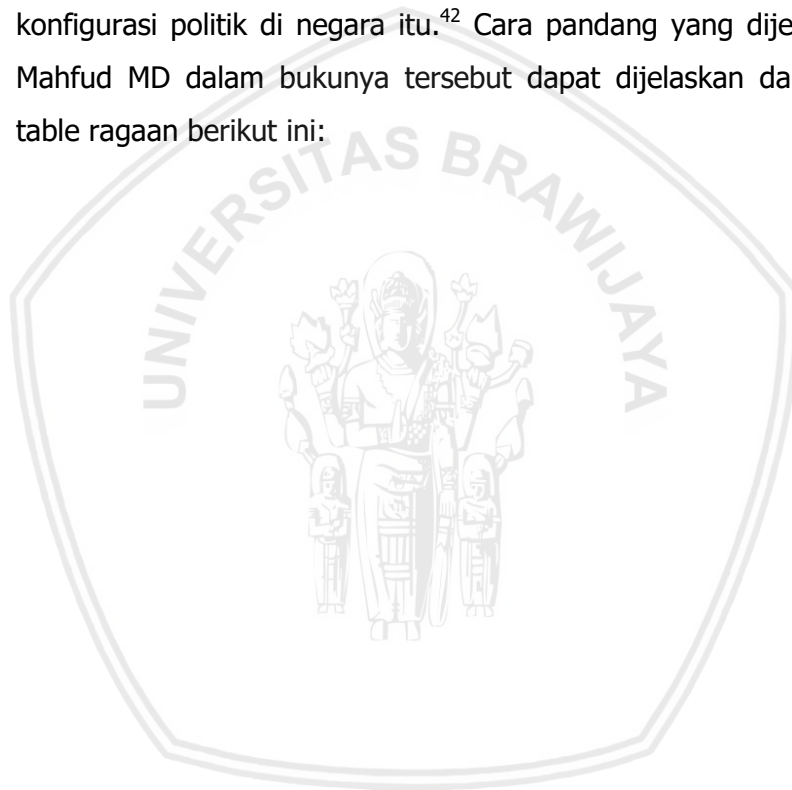 konfigurasi politik di negara itu.42 Cara pandang yang dije
Mahfud MD dalam bukunya tersebut dapat dijelaskan da
table ragaan berikut ini:
UNIVERSITAS BRAWIJAYA